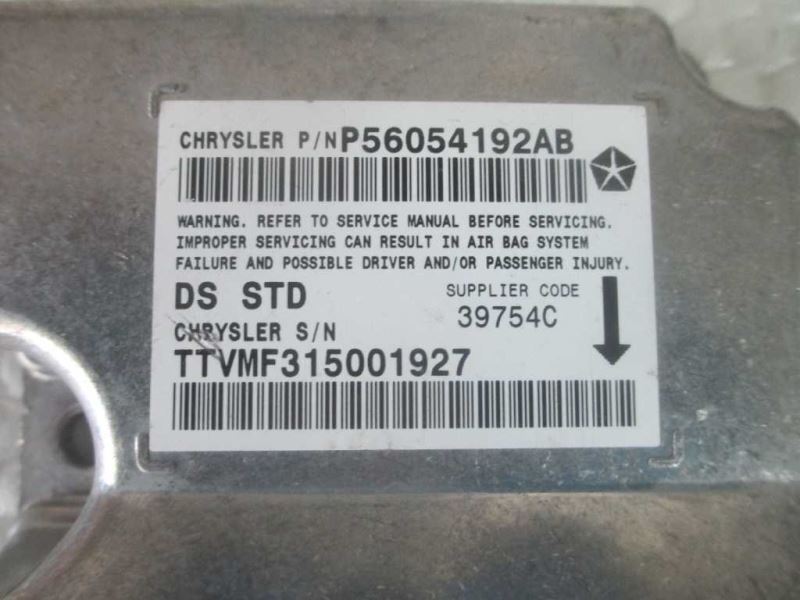 CHRYSLER P/N P56054192AB
WARNING. REFER TO SERVICE MANUAL BEFORE SERVICING.
IMPROPER SERVICING CAN RESULT IN AIR BAG SYSTEM
FAILURE AND POSSIBLE DRIVER AND/OR PASSENGER INJURY.
DS STD
SUPPLIER CODE
39754C
CHRYSLER S/N
TTVMF315001927